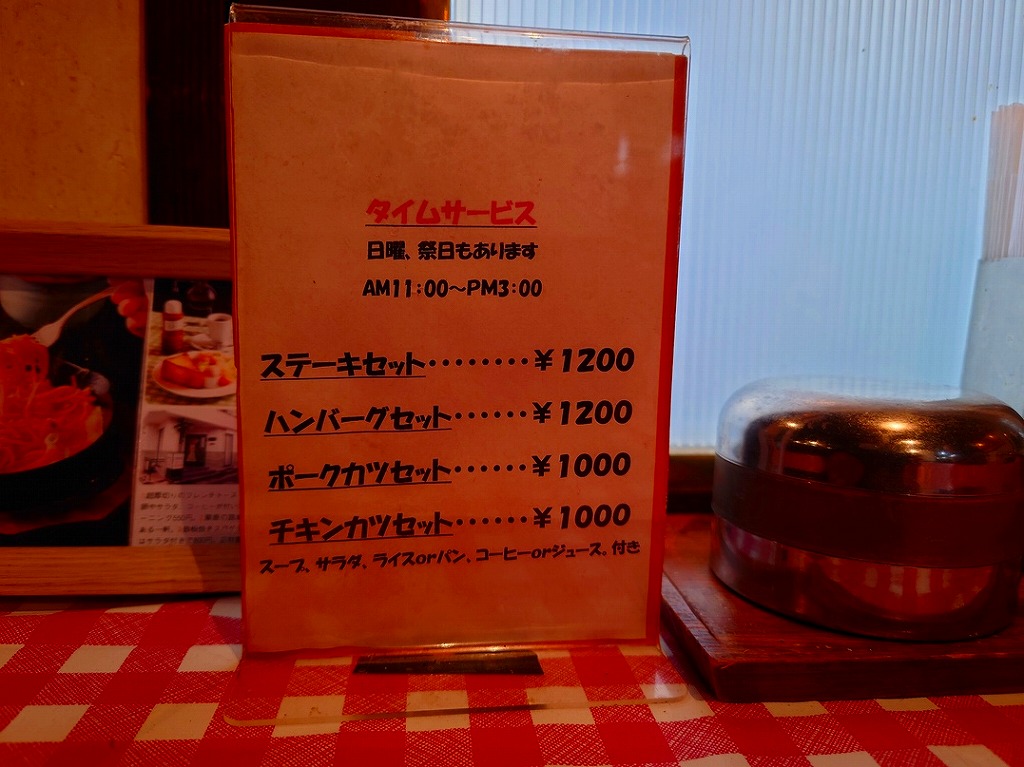 タイムサービス
日曜、祭日もあります
AM11:00〜PM3:00
ステーキセット・・・・・・・・¥1200
ハンバーグセット・・・・・・¥1200
ポークカツセット・・・・・・¥1000
チキンカツセット・・・・・・¥1000
スープ、サラダ、ライスorパン、コーヒーorジュース。付き